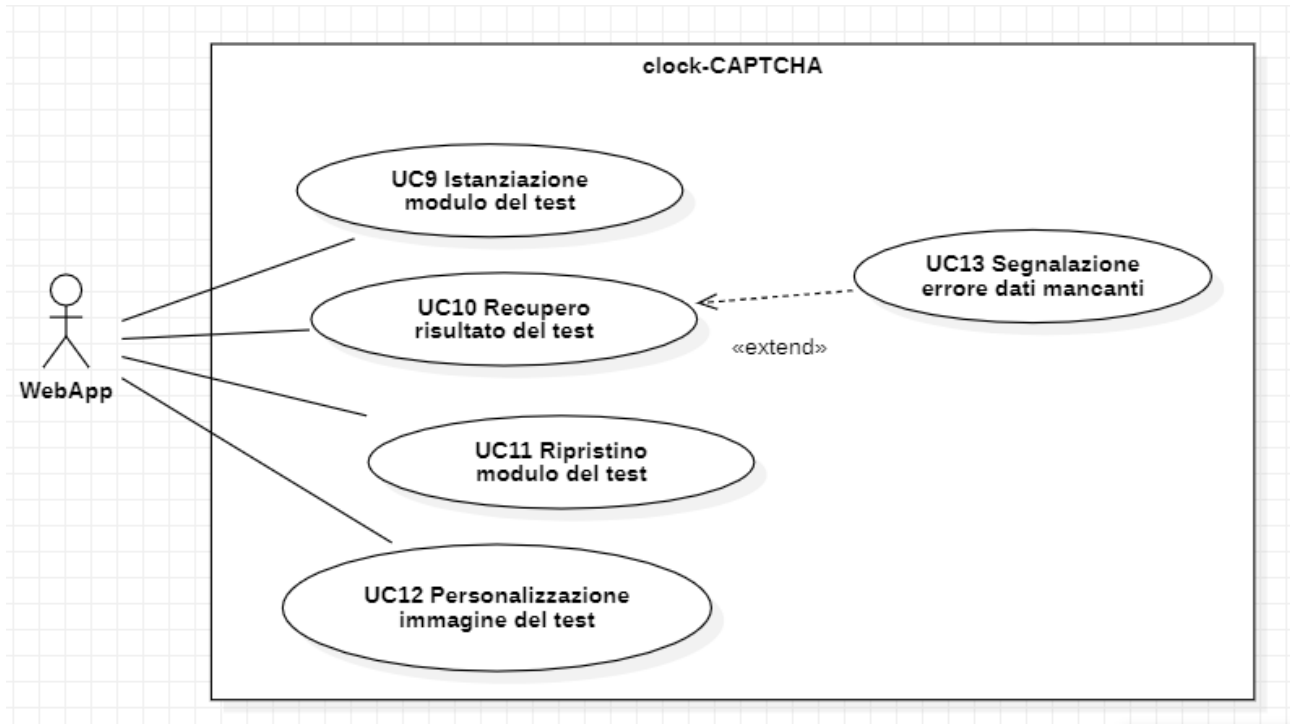 clock-CAPTCHA
UC9 Istanziazione
modulo del test
UC13 Segnalazione
errore dati mancanti
UC10 Recupero
risultato del test
«extend»
WebApp
UC11 Ripristino
modulo del test
UC12 Personalizzazione
immagine del test